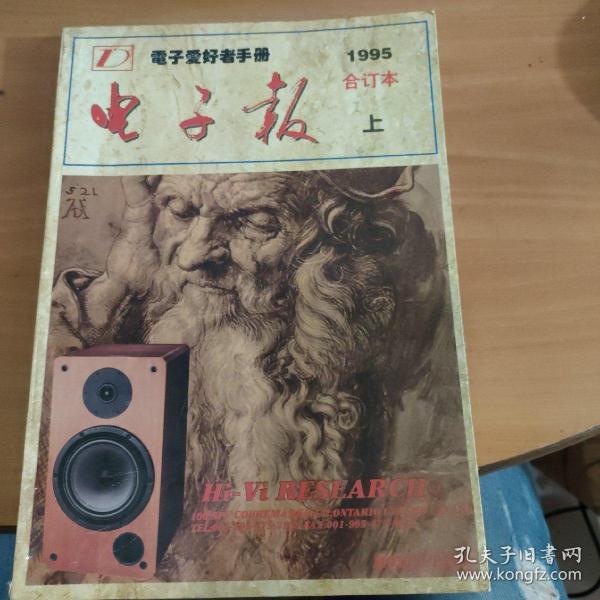 電子愛好者手册
1995
合订本
电子报
上
521
Hi-Vi RESEARCH
孔夫子旧书网
www.kongfz.com